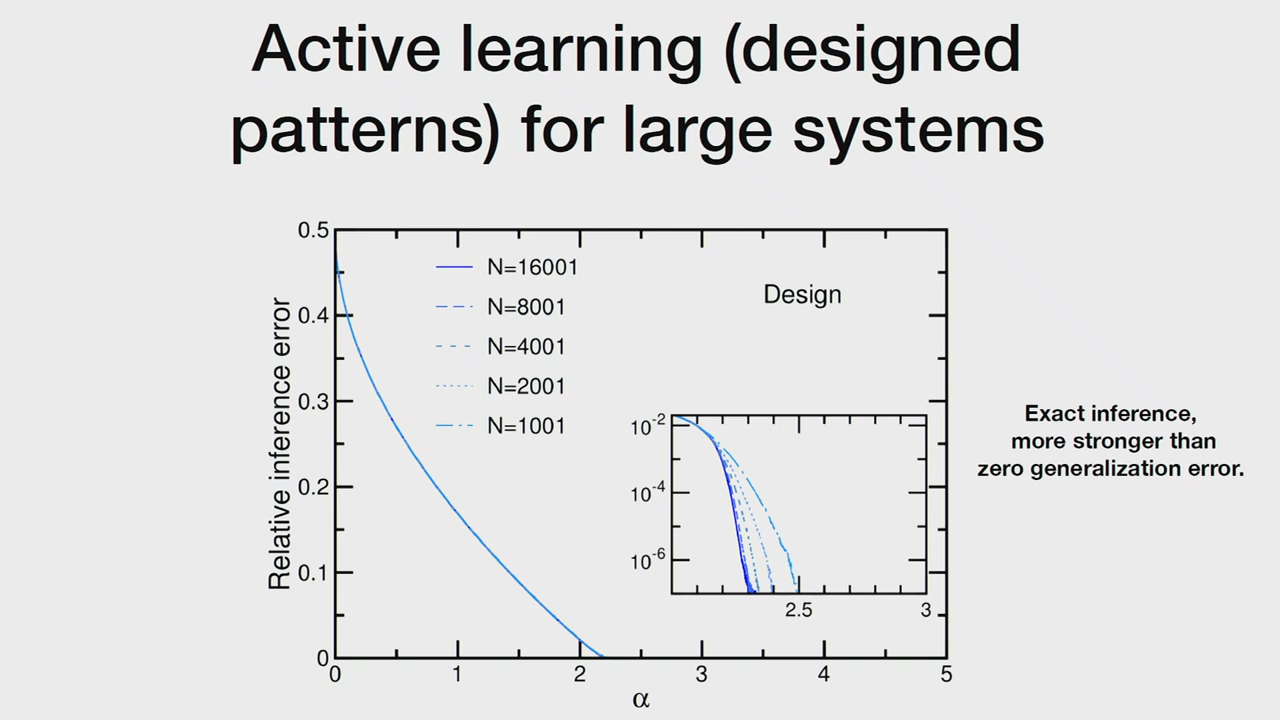 Active learning (designed
patterns) for large systems
0.5
0.4
0.3
0.2
0.1
0
Relative inference error
N=16001
N=8001
N=4001
N=2001
N=1001
Design
10-2
10-4
10-6
2.5
3
0
1
2
3
4
5
α
Exact inference,
more stronger than
zero generalization error.